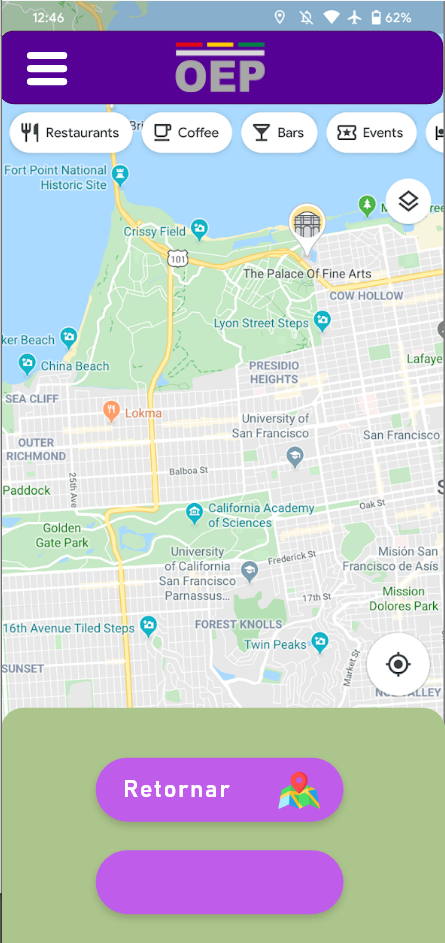 12:46
62%
OEP
Restaurants
Coffee
Bars
Events
Fort Point National
Historic Site
Crissy Field
101
The Palace Of Fine Arts
COW HOLLOW
Lyon Street Steps
ker Beach
China Beach
Lafaye
PRESIDIO
HEIGHTS
SEA CLIFF
Lokma
University of
San Francisco
San Francisco
OUTER
RICHMOND
Balboa St
25th Ave
Paddock
California Academy
of Sciences
Oak St
Golden
Gate Park
University
of California
San Francisco
Parnassus...
Frederick St
Misión San
Francisco de Asís
17th St
Mission
Dolores Park
16th Avenue Tiled Steps
FOREST KNOLLS
Twin Peaks
Market St
SUNSET
Retornar